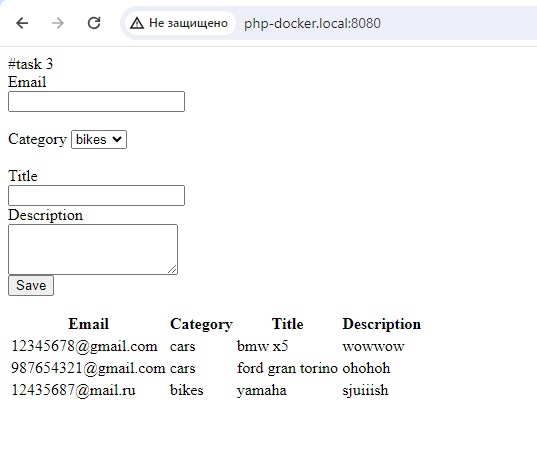 Не защищено php-docker.local:8080
#task 3
Email
Category bikes
Title
Description
Save
Email Category Title Description
12345678@gmail.com cars bmw x5 wowwow
987654321@gmail.com cars ford gran torino ohohoh
12435687@mail.ru bikes yamaha sjuiiish